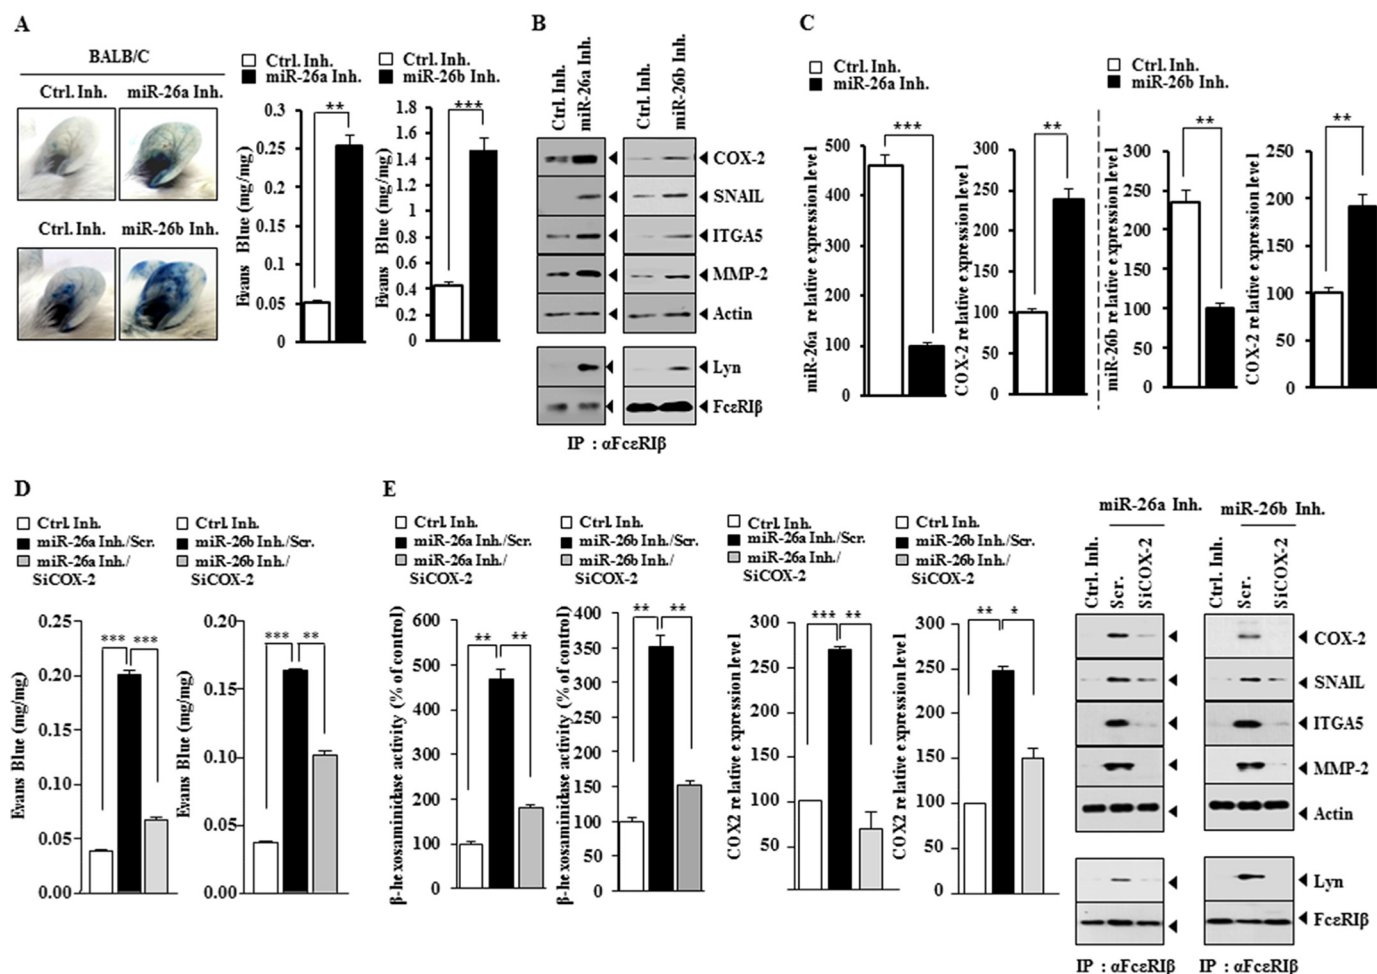 A
BALB/C
Ctrl. Inh. miR-26a Inh.
Ctrl. Inh. miR-26b Inh.
Ctrl. Inh.
miR-26a Inh.
Evans Blue (mg/mg)
0.3
0.25
0.2
0.15
0.1
0.05
0
**
Ctrl. Inh.
miR-26b Inh.
Evans Blue (mg/mg)
1.8
1.6
1.4
1.2
1
0.8
0.6
0.4
0.2
0
***
B
Ctrl. Inh.
miR-26a Inh.
Ctrl. Inh.
miR-26b Inh.
COX-2
SNAIL
ITGA5
MMP-2
Actin
Lyn
FcεRIβ
IP : αFcεRIβ
C
Ctrl. Inh.
miR-26a Inh.
miR-26a relative expression level
500
400
300
200
100
0
***
COX-2 relative expression level
300
250
200
150
100
50
0
**
Ctrl. Inh.
miR-26b Inh.
miR-26b relative expression level
300
250
200
150
100
50
0
**
COX-2 relative expression level
250
200
150
100
50
0
**
D
Ctrl. Inh.
miR-26a Inh./Scr.
miR-26a Inh./
SiCOX-2
Evans Blue (mg/mg)
0.25
0.20
0.15
0.10
0.05
0.00
*** ***
Ctrl. Inh.
miR-26b Inh./Scr.
miR-26b Inh./
SiCOX-2
Evans Blue (mg/mg)
0.20
0.15
0.10
0.05
0.00
*** **
E
Ctrl. Inh.
miR-26a Inh./Scr.
miR-26a Inh./
SiCOX-2
β-hexosaminidase activity (% of control)
600
500
400
300
200
100
0
** **
Ctrl. Inh.
miR-26b Inh./Scr.
miR-26b Inh./
SiCOX-2
β-hexosaminidase activity (% of control)
400
350
300
250
200
150
100
50
0
** **
Ctrl. Inh.
miR-26a Inh./Scr.
miR-26a Inh./
SiCOX-2
COX2 relative expression level
300
250
200
150
100
50
0
*** **
Ctrl. Inh.
miR-26b Inh./Scr.
miR-26b Inh./
SiCOX-2
COX2 relative expression level
300
250
200
150
100
50
0
** *
miR-26a Inh. miR-26b Inh.
Ctrl. Inh.
Scr.
SiCOX-2
Ctrl. Inh.
Scr.
SiCOX-2
COX-2
SNAIL
ITGA5
MMP-2
Actin
Lyn
FcεRIβ
IP : αFcεRIβ IP : αFcεRIβ